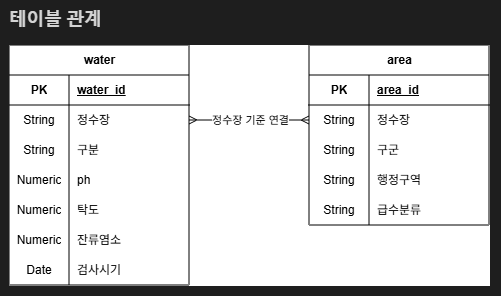 테이블 관계
water
PK water_id
String 정수장
String 구분
Numeric ph
Numeric 탁도
Numeric 잔류염소
Date 검사시기
정수장 기준 연결
area
PK area_id
String 정수장
String 구군
String 행정구역
String 급수분류